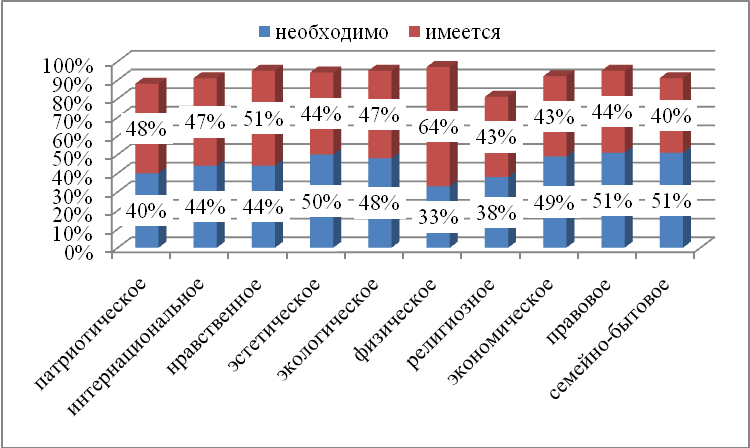 необходимо имеется
100%
90%
80%
70%
60%
50%
40%
30%
20%
10%
0%
48% 47% 51% 44% 47% 64% 43% 43% 44% 40%
40% 44% 44% 50% 48% 33% 38% 49% 51% 51%
патриотическое
интернациональное
нравственное
эстетическое
экологическое
физическое
религиозное
экономическое
правовое
семейно-бытовое